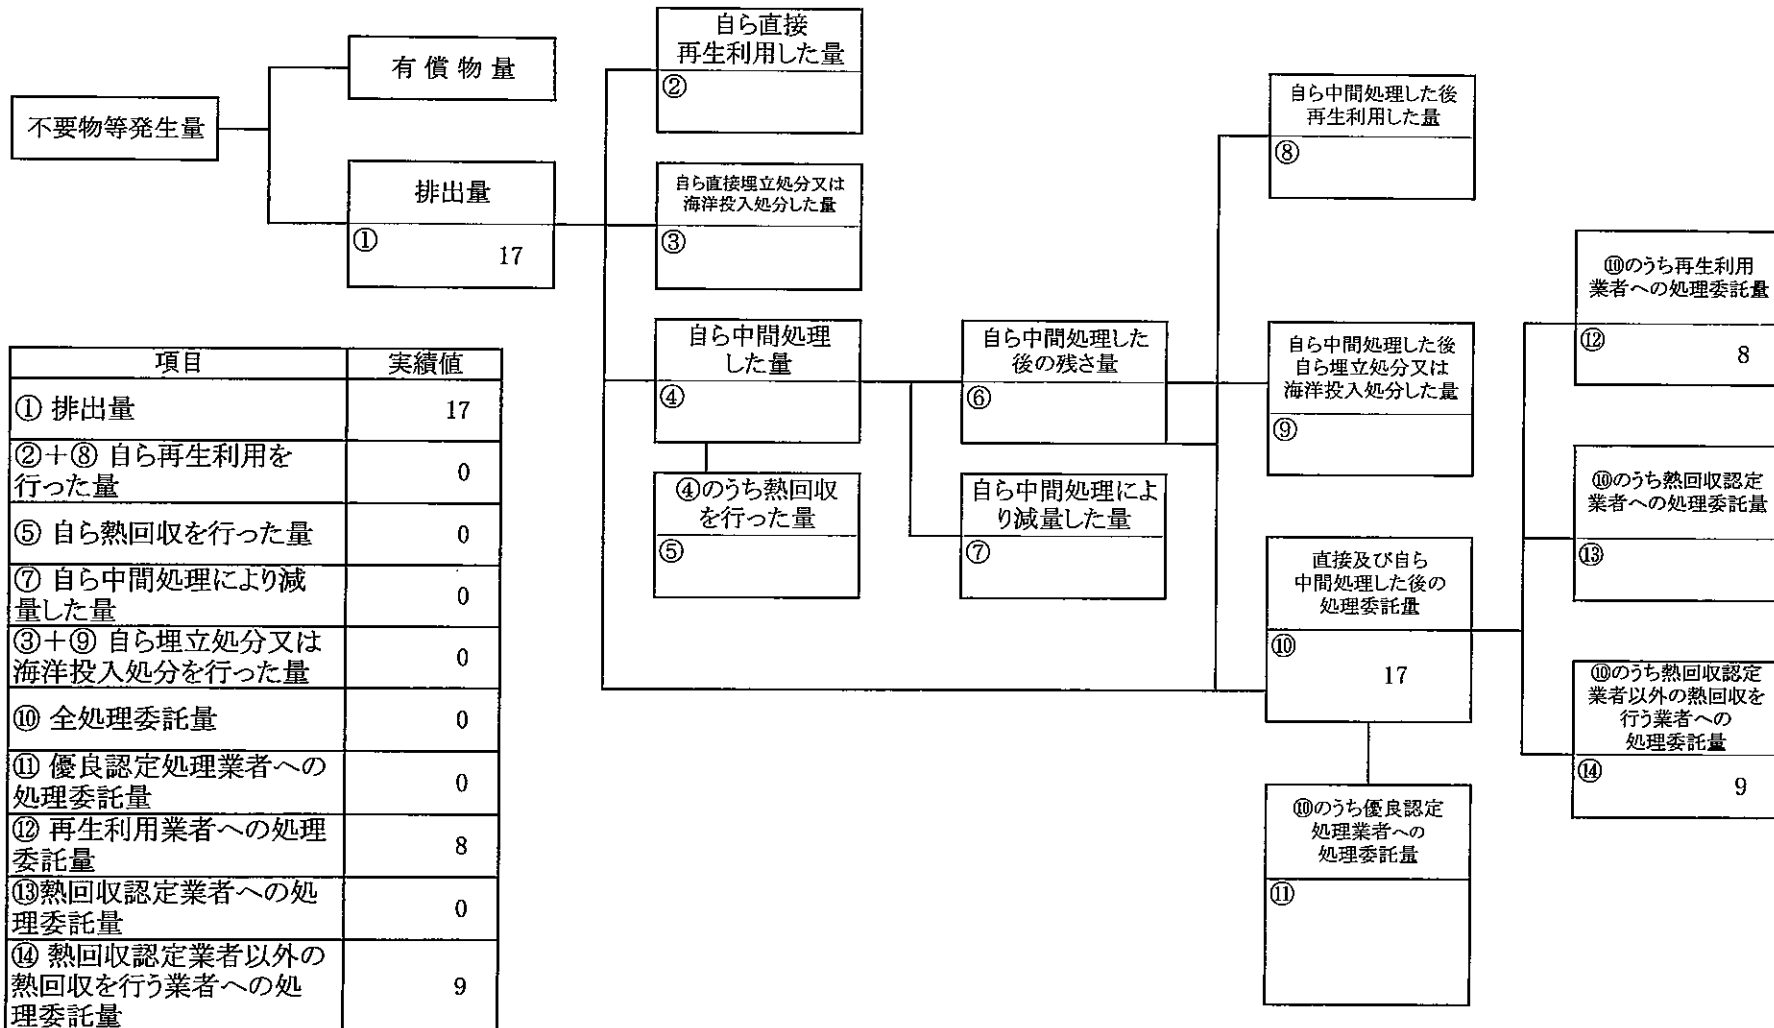 不要物等発生量
有償物量
排出量
①
17
自ら直接
再生利用した量
②
自ら直接埋立処分又は
海洋投入処分した量
③
自ら中間処理
した量
④
④のうち熱回収
を行った量
⑤
自ら中間処理した
後の残さ量
⑥
自ら中間処理によ
り減量した量
⑦
自ら中間処理した後
再生利用した量
⑧
自ら中間処理した後
自ら埋立処分又は
海洋投入処分した量
⑨
直接及び自ら
中間処理した後の
処理委託量
⑩
17
⑩のうち優良認定
処理業者への
処理委託量
⑪
⑩のうち再生利用
業者への処理委託量
⑫
8
⑩のうち熱回収認定
業者への処理委託量
⑬
⑩のうち熱回収認定
業者以外の熱回収を
行う業者への
処理委託量
⑭
9
項目 実績値
① 排出量 17
②＋⑧ 自ら再生利用を
行った量 0
⑤ 自ら熱回収を行った量 0
⑦ 自ら中間処理により減
量した量 0
③＋⑨ 自ら埋立処分又は
海洋投入処分を行った量 0
⑩ 全処理委託量 0
⑪ 優良認定処理業者への
処理委託量 0
⑫ 再生利用業者への処理
委託量 8
⑬熱回収認定業者への処
理委託量 0
⑭ 熱回収認定業者以外の
熱回収を行う業者への処
理委託量 9